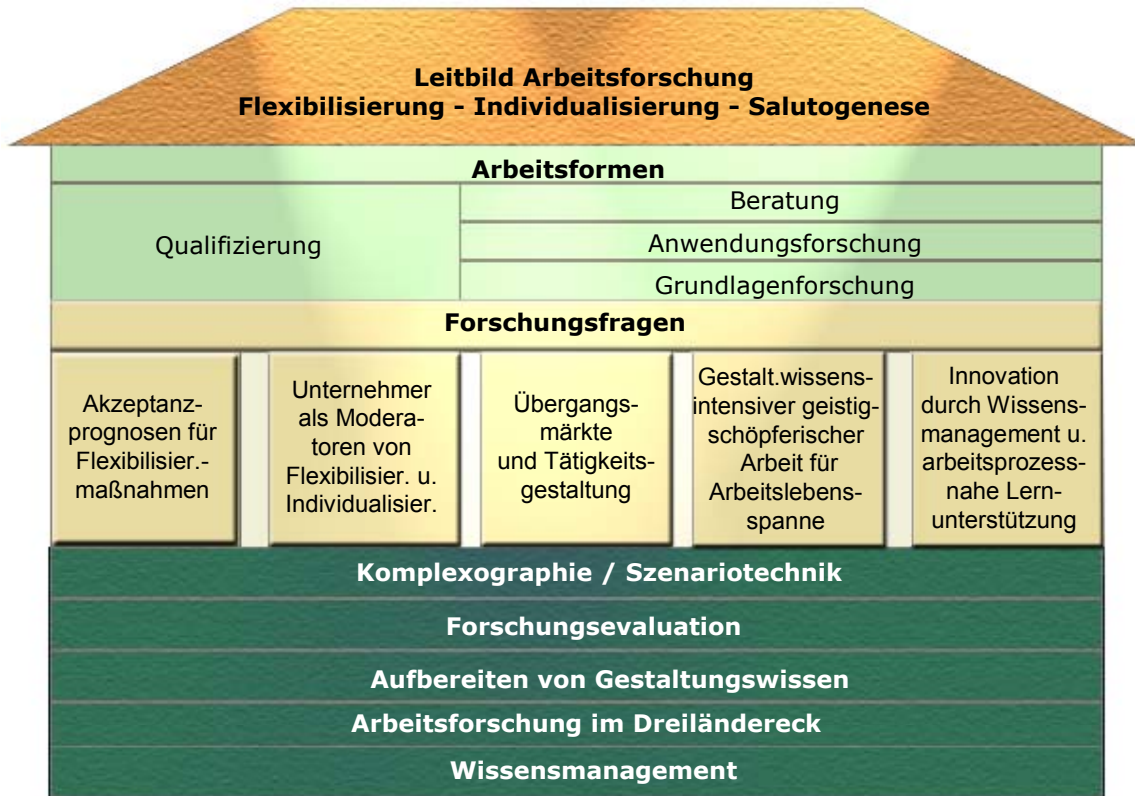 Leitbild Arbeitsforschung
Flexibilisierung - Individualisierung - Salutogenese
Arbeitsformen
Qualifizierung
Beratung
Anwendungsforschung
Grundlagenforschung
Forschungsfragen
Akzeptanz-
prognosen für
Flexibilisier.-
maßnahmen
Unternehmer
als Modera-
toren von
Flexibilisier. u.
Individualisier.
Übergangs-
märkte
und Tätigkeits-
gestaltung
Gestalt.wissens-
intensiver geistig-
schöpferischer
Arbeit für
Arbeitslebens-
spanne
Innovation
durch Wissens-
management u.
arbeitsprozess-
nahe Lern-
unterstützung
Komplexographie / Szenariotechnik
Forschungsevaluation
Aufbereiten von Gestaltungswissen
Arbeitsforschung im Dreiländereck
Wissensmanagement